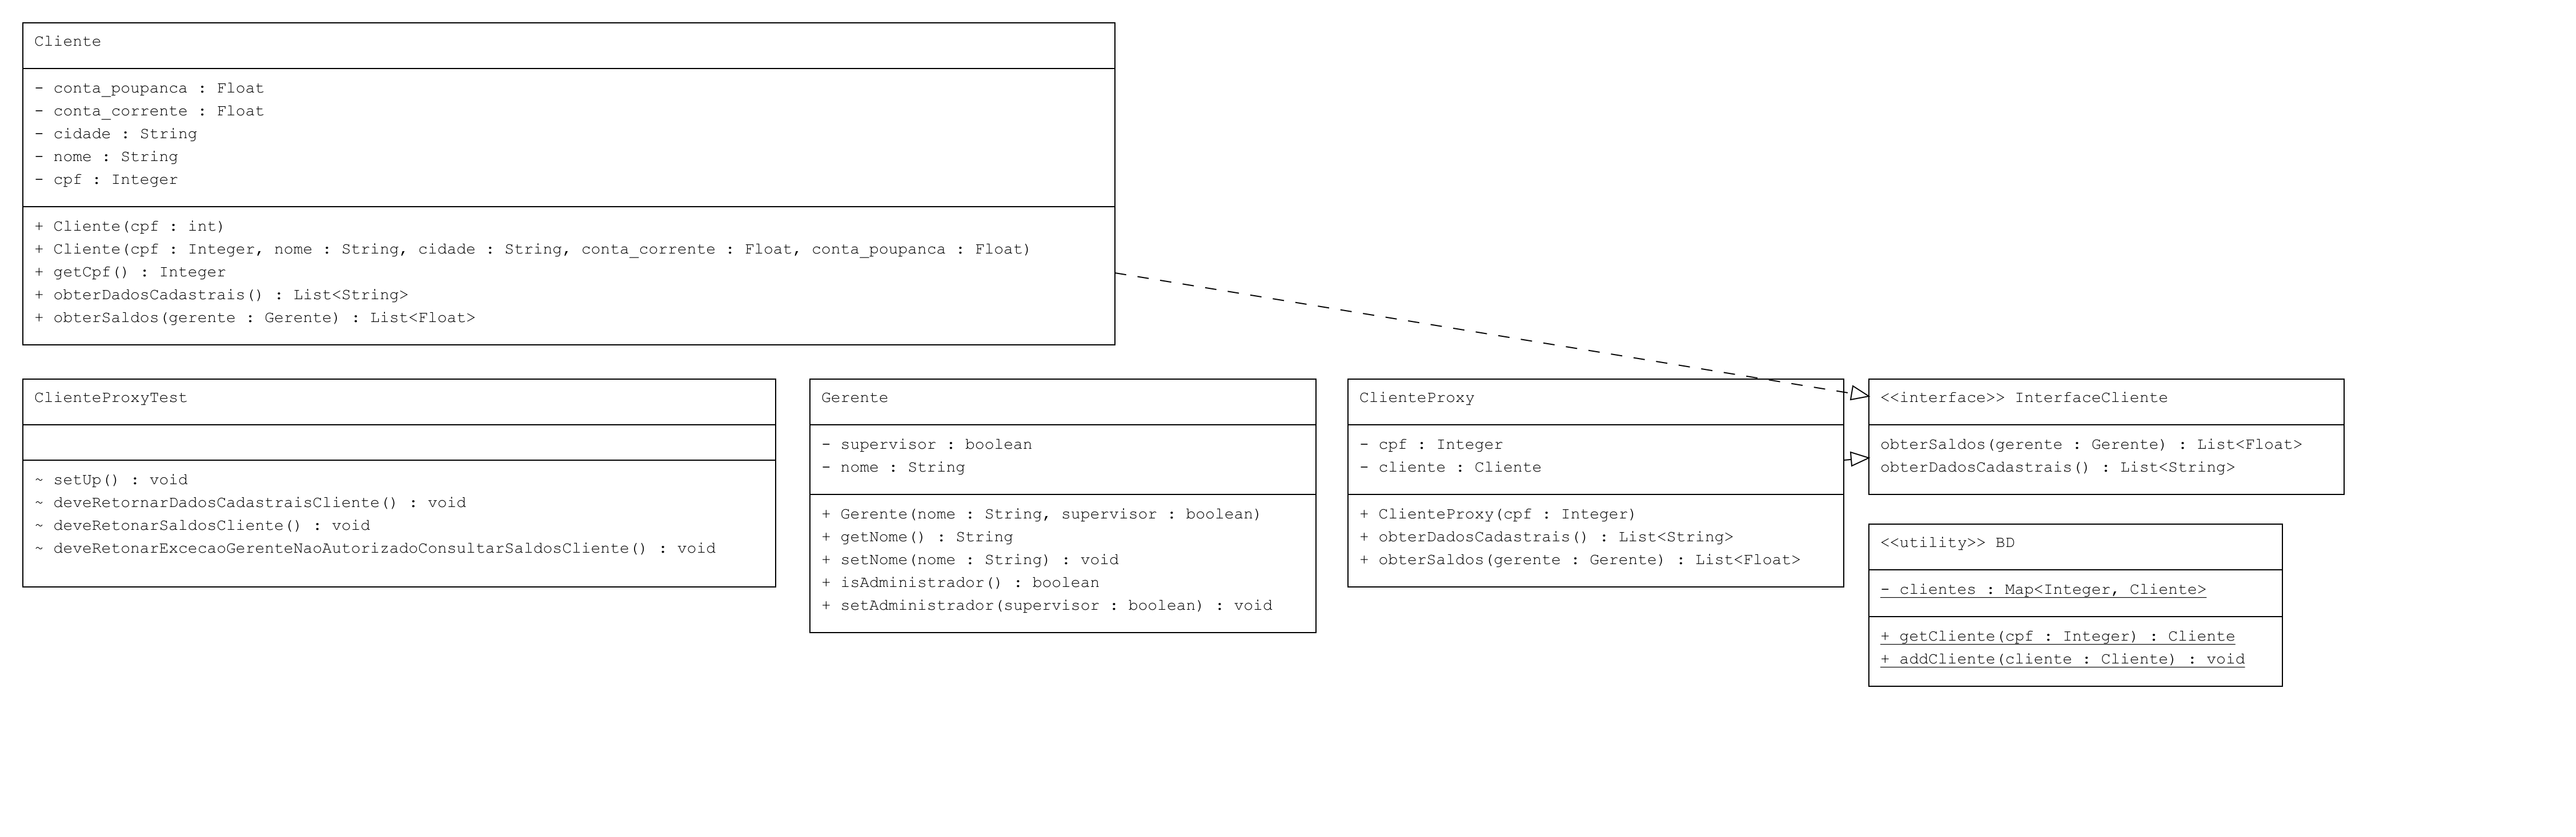 Cliente
- conta_poupanca : Float
- conta_corrente : Float
- cidade : String
- nome : String
- cpf : Integer
+ Cliente(cpf : int)
+ Cliente(cpf : Integer, nome : String, cidade : String, conta_corrente : Float, conta_poupanca : Float)
+ getCpf() : Integer
+ obterDadosCadastrais() : List<String>
+ obterSaldos(gerente : Gerente) : List<Float>
ClienteProxyTest
~ setUp() : void
~ deveRetornarDadosCadastraisCliente() : void
~ deveRetonarSaldosCliente() : void
~ deveRetonarExcecaoGerenteNaoAutorizadoConsultarSaldosCliente() : void
Gerente
- supervisor : boolean
- nome : String
+ Gerente(nome : String, supervisor : boolean)
+ getNome() : String
+ setNome(nome : String) : void
+ isAdministrador() : boolean
+ setAdministrador(supervisor : boolean) : void
ClienteProxy
- cpf : Integer
- cliente : Cliente
+ ClienteProxy(cpf : Integer)
+ obterDadosCadastrais() : List<String>
+ obterSaldos(gerente : Gerente) : List<Float>
<<interface>> InterfaceCliente
obterSaldos(gerente : Gerente) : List<Float>
obterDadosCadastrais() : List<String>
<<utility>> BD
- clientes : Map<Integer, Cliente>
+ getCliente(cpf : Integer) : Cliente
+ addCliente(cliente : Cliente) : void